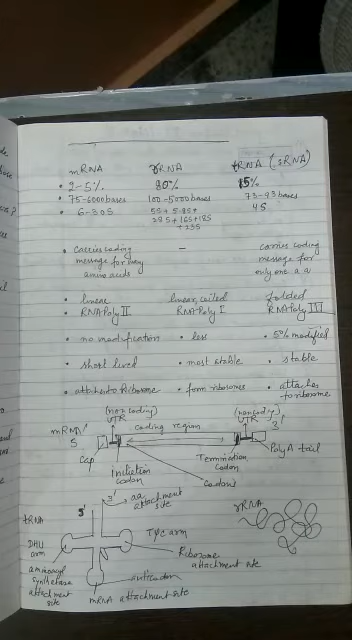 mRNA rRNA tRNA (sRNA)
• 2-5% 80% 15%
• 75-6000 bases 100-5000 bases 73-93 bases
• 6-30S 5S+5.8S+ 4S
28S+16S+18S
+23S
• Carries coding – carries coding
message for many message for
amino acids only one a.a
• linear linear, coiled folded
• RNA Poly II RNA Poly I RNA Poly III
• no modification • less • 5% modified
• short lived • most stable • stable
• attaches to Ribosome • form ribosomes • attaches
to ribosome
(non coding) (noncoding)
UTR coding region UTR 3'
mRNA 5'
Cap Poly A tail
Initiation Termination
codon codon
Codons
3' aa attachment
site
5'
tRNA rRNA
DHU TψC arm
arm
Ribosome
attachment site
aminoacyl
synthetase
attachment
site
anticodon
mRNA attachment site